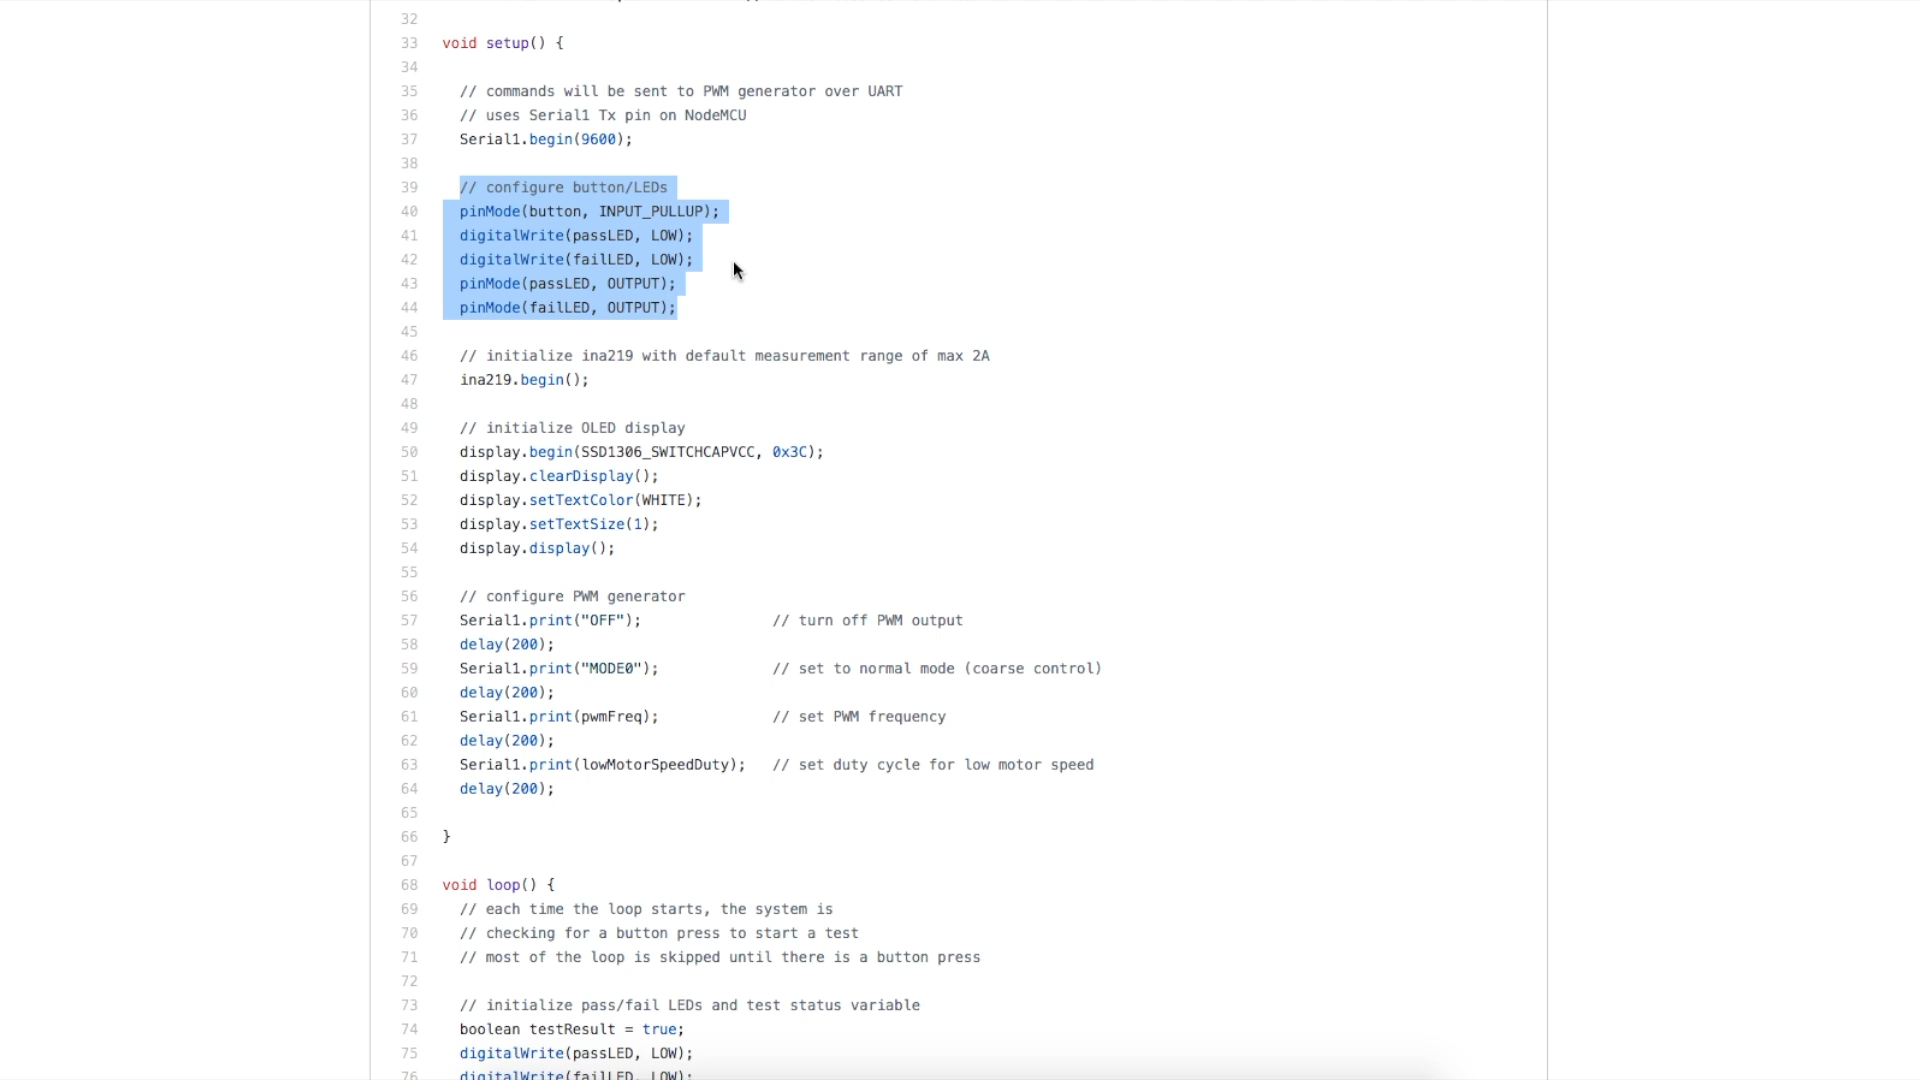 32
33 void setup() {
34
35 // commands will be sent to PWM generator over UART
36 // uses Serial1 Tx pin on NodeMCU
37 Serial1.begin(9600);
38
39 // configure button/LEDs
40 pinMode(button, INPUT_PULLUP);
41 digitalWrite(passLED, LOW);
42 digitalWrite(failLED, LOW);
43 pinMode(passLED, OUTPUT);
44 pinMode(failLED, OUTPUT);
45
46 // initialize ina219 with default measurement range of max 2A
47 ina219.begin();
48
49 // initialize OLED display
50 display.begin(SSD1306_SWITCHCAPVCC, 0x3C);
51 display.clearDisplay();
52 display.setTextColor(WHITE);
53 display.setTextSize(1);
54 display.display();
55
56 // configure PWM generator
57 Serial1.print("OFF"); // turn off PWM output
58 delay(200);
59 Serial1.print("MODE0"); // set to normal mode (coarse control)
60 delay(200);
61 Serial1.print(pwmFreq); // set PWM frequency
62 delay(200);
63 Serial1.print(lowMotorSpeedDuty); // set duty cycle for low motor speed
64 delay(200);
65
66 }
67
68 void loop() {
69 // each time the loop starts, the system is
70 // checking for a button press to start a test
71 // most of the loop is skipped until there is a button press
72
73 // initialize pass/fail LEDs and test status variable
74 boolean testResult = true;
75 digitalWrite(passLED, LOW);
76 digitalWrite(failLED, LOW);